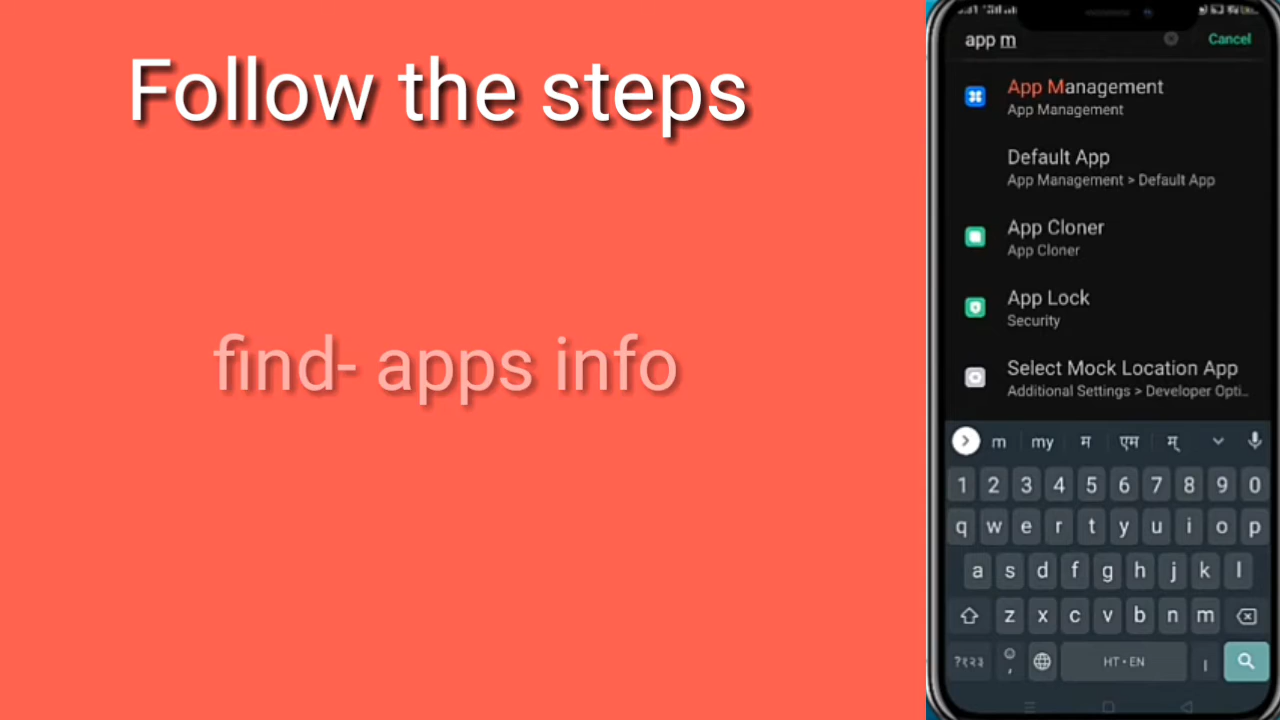 Follow the steps
find- apps info
app m
Cancel
App Management
App Management
Default App
App Management > Default App
App Cloner
App Cloner
App Lock
Security
Select Mock Location App
Additional Settings > Developer Opti...
m my म एम म्
1 2 3 4 5 6 7 8 9 0
q w e r t y u i o p
a s d f g h j k l
z x c v b n m
?१२३ , HT • EN |